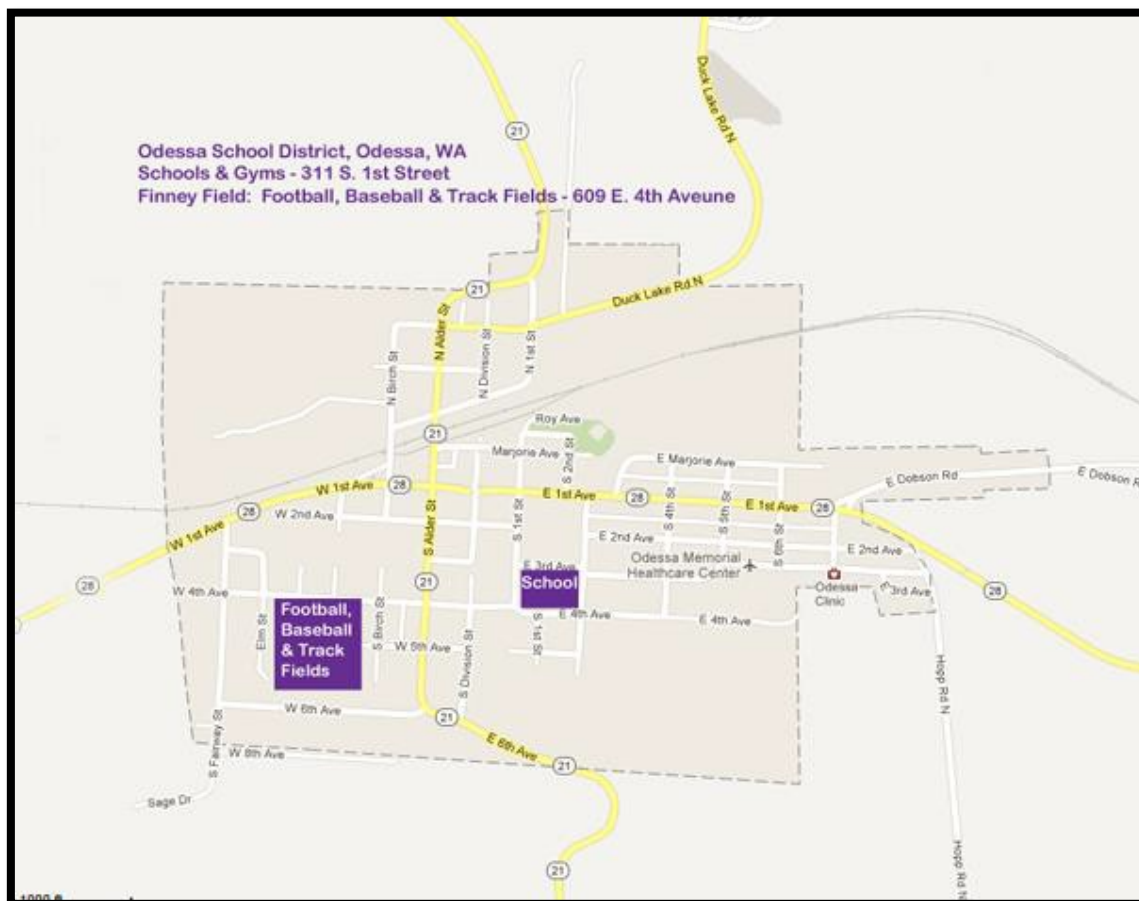 21
Duck Lake Rd N
Odessa School District, Odessa, WA
Schools & Gyms - 311 S. 1st Street
Finney Field: Football, Baseball & Track Fields - 609 E. 4th Aveune
21
Duck Lake Rd N
N Alder St
N Birch St
N Division St
N 1st St
Roy Ave
21
Marjorie Ave
S 2nd St
E Marjorie Ave
E Dobson Rd
E Dobson R
W 1st Ave
28
E 1st Ave
28
E 1st Ave
28
28
W 2nd Ave
S Alder St
S 1st St
S 4th St
S 5th St
S 6th St
E 2nd Ave
E 2nd Ave
W 1st Ave
Odessa Memorial
Healthcare Center
E 3rd Ave
School
21
28
W 4th Ave
Odessa
Clinic
E 3rd Ave
28
Football,
Baseball
& Track
Fields
Elm St
S Birch St
E 4th Ave
E 4th Ave
S 1st St
W 5th Ave
S Division St
Hopp Rd N
W 6th Ave
21
E 6th Ave
S Fairway St
W 8th Ave
21
Sage Dr
21
Hopp Rd N